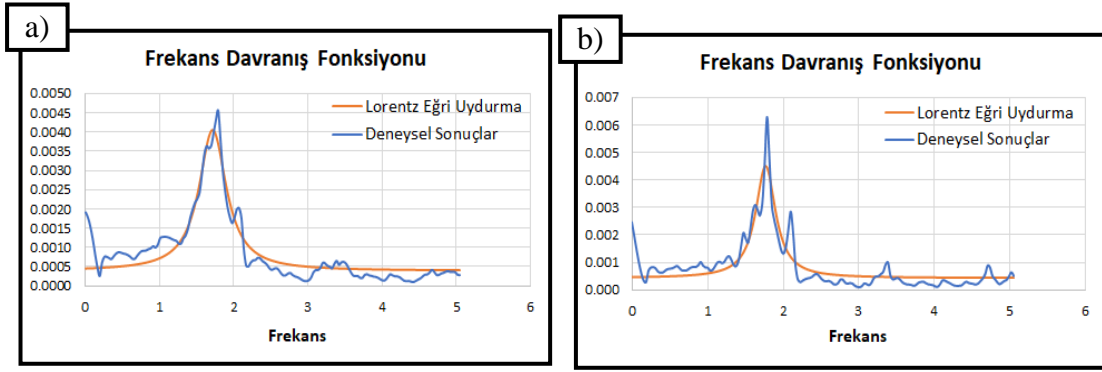 a)
Frekans Davranış Fonksiyonu
0.0050
0.0045
0.0040
0.0035
0.0030
0.0025
0.0020
0.0015
0.0010
0.0005
0.0000
Lorentz Eğri Uydurma
Deneysel Sonuçlar
0 1 2 3 4 5 6
Frekans
b)
Frekans Davranış Fonksiyonu
0.007
0.006
0.005
0.004
0.003
0.002
0.001
0.000
Lorentz Eğri Uydurma
Deneysel Sonuçlar
0 1 2 3 4 5 6
Frekans